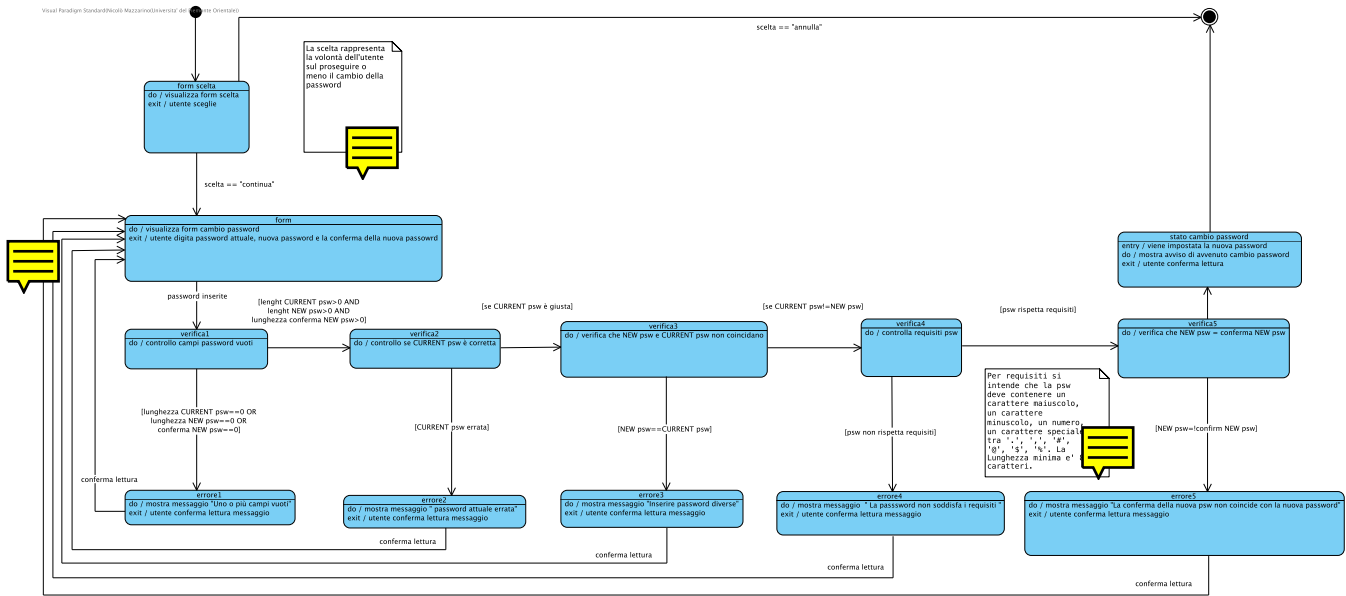 Visual Paradigm Standard(Nicolò Mazzarino(Universita' del Piemonte Orientale))
scelta == "annulla"
La scelta rappresenta
la volontà dell'utente
sul proseguire o
meno il cambio della
password
form scelta
do / visualizza form scelta
exit / utente sceglie
scelta == "continua"
form
do / visualizza form cambio password
exit / utente digita password attuale, nuova password e la conferma della nuova passowrd
stato cambio password
entry / viene impostata la nuova password
do / mostra avviso di avvenuto cambio password
exit / utente conferma lettura
password inserite
[lenght CURRENT psw>0 AND
lenght NEW psw>0 AND
lunghezza conferma NEW psw>0]
[se CURRENT psw è giusta]
[se CURRENT psw!=NEW psw]
[psw rispetta requisiti]
verifica1
do / controllo campi password vuoti
verifica2
do / controllo se CURRENT psw è corretta
verifica3
do / verifica che NEW psw e CURRENT psw non coincidano
verifica4
do / controlla requisiti psw
verifica5
do / verifica che NEW psw = conferma NEW psw
Per requisiti si
intende che la psw
deve contenere un
carattere maiuscolo,
un carattere
minuscolo, un numero,
un carattere speciale
tra '.', ',', '#',
'@', '$', '%'. La
Lunghezza minima e'
caratteri.
[lunghezza CURRENT psw==0 OR
lunghezza NEW psw==0 OR
conferma NEW psw==0]
[CURRENT psw errata]
[NEW psw==CURRENT psw]
[psw non rispetta requisiti]
[NEW psw=!confirm NEW psw]
conferma lettura
errore1
do / mostra messaggio "Uno o più campi vuoti"
exit / utente conferma lettura messaggio
errore2
do / mostra messaggio " password attuale errata"
exit / utente conferma lettura messaggio
errore3
do / mostra messaggio "Inserire password diverse"
exit / utente conferma lettura messaggio
errore4
do / mostra messaggio  " La passsword non soddisfa i requisiti "
exit / utente conferma lettura messaggio
errore5
do / mostra messaggio "La conferma della nuova psw non coincide con la nuova password"
exit / utente conferma lettura messaggio
conferma lettura
conferma lettura
conferma lettura
conferma lettura